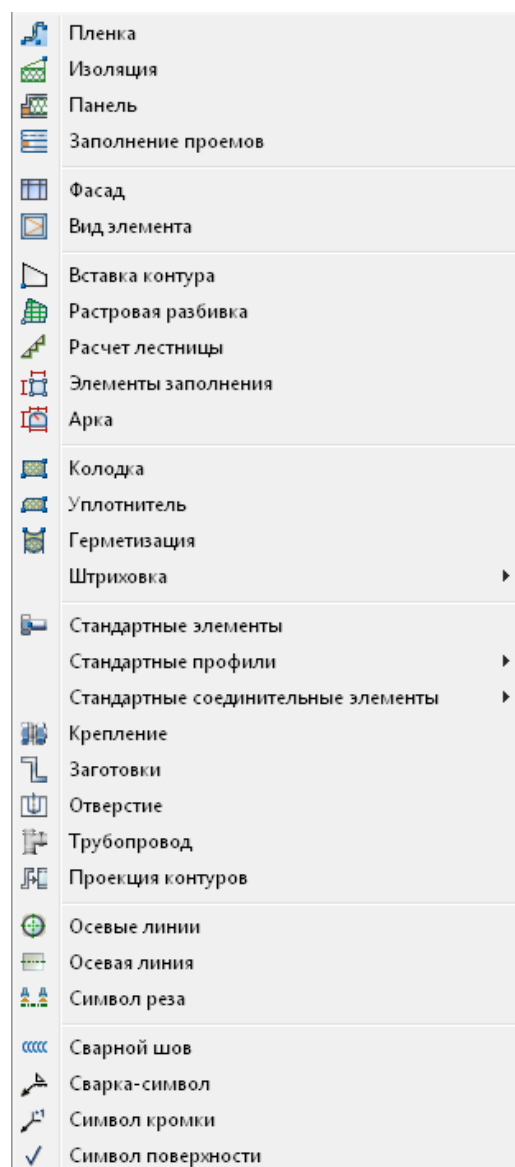 Пленка
Изоляция
Панель
Заполнение проемов
Фасад
Вид элемента
Вставка контура
Растровая разбивка
Расчет лестницы
Элементы заполнения
Арка
Колодка
Уплотнитель
Герметизация
Штриховка
Стандартные элементы
Стандартные профили
Стандартные соединительные элементы
Крепление
Заготовки
Отверстие
Трубопровод
Проекция контуров
Осевые линии
Осевая линия
Символ реза
Сварной шов
Сварка-символ
Символ кромки
Символ поверхности